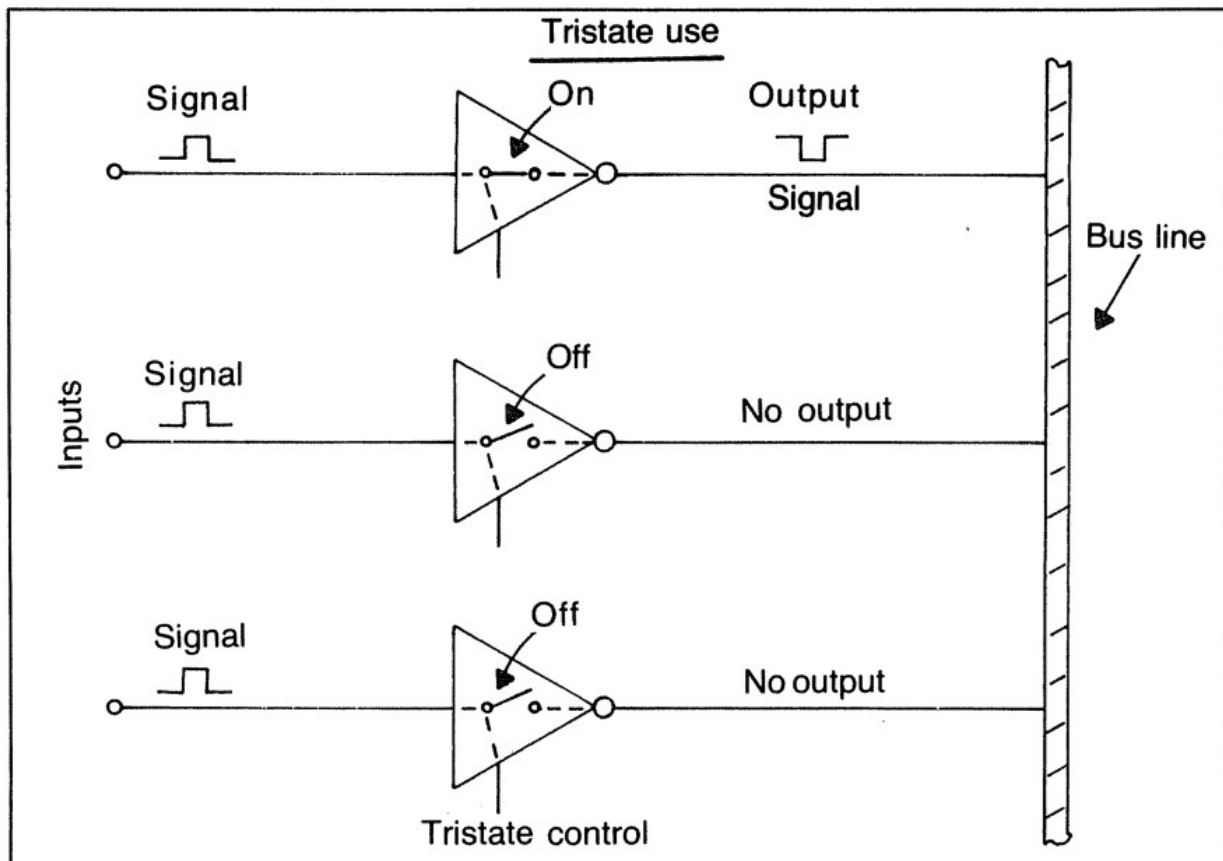 Tristate use
Signal
On
Output
Signal
Bus line
Inputs
Signal
Off
No output
Signal
Off
No output
Tristate control